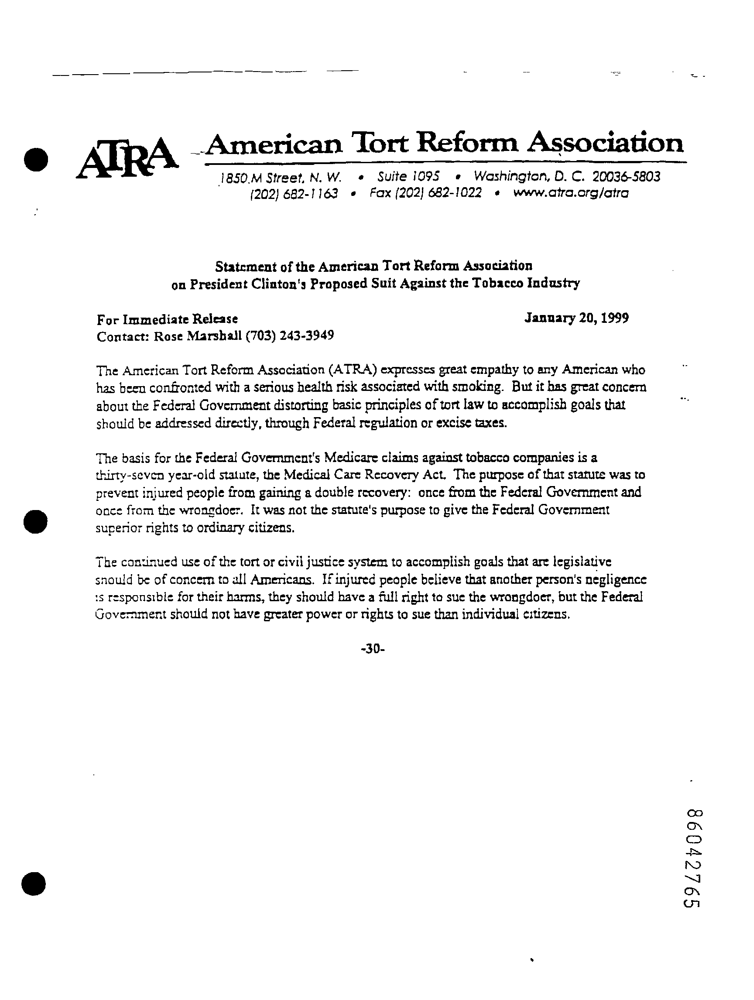 ATRA American Tort Reform Association
1850 M Street, N. W. • Suite 1095 • Washington, D. C. 20036-5803
(202) 682-1163 • Fax (202) 682-1022 • www.atra.org/atra
Statement of the American Tort Reform Association
on President Clinton's Proposed Suit Against the Tobacco Industry
For Immediate Release January 20, 1999
Contact: Rose Marshall (703) 243-3949
The American Tort Reform Association (ATRA) expresses great empathy to any American who
has been confronted with a serious health risk associated with smoking. But it has great concern
about the Federal Government distorting basic principles of tort law to accomplish goals that
should be addressed directly, through Federal regulation or excise taxes.
The basis for the Federal Government's Medicare claims against tobacco companies is a
thirty-seven year-old statute, the Medical Care Recovery Act. The purpose of that statute was to
prevent injured people from gaining a double recovery: once from the Federal Government and
once from the wrongdoer. It was not the statute's purpose to give the Federal Government
superior rights to ordinary citizens.
The continued use of the tort or civil justice system to accomplish goals that are legislative
should be of concern to all Americans. If injured people believe that another person's negligence
is responsible for their harms, they should have a full right to sue the wrongdoer, but the Federal
Government should not have greater power or rights to sue than individual citizens.
-30-
86042765